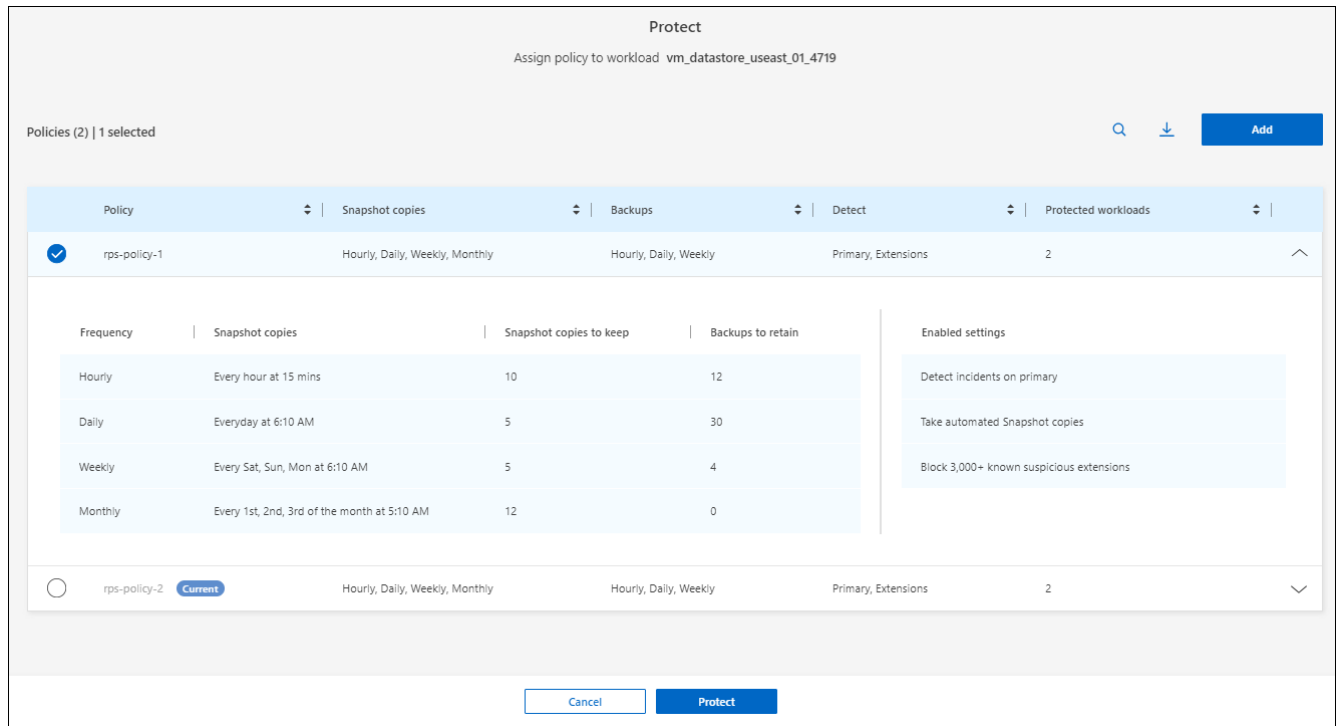 Protect
Assign policy to workload vm_datastore_useast_01_4719
Policies (2) | 1 selected
Add
Policy Snapshot copies Backups Detect Protected workloads
rps-policy-1 Hourly, Daily, Weekly, Monthly Hourly, Daily, Weekly Primary, Extensions 2
Frequency Snapshot copies Snapshot copies to keep Backups to retain Enabled settings
Hourly Every hour at 15 mins 10 12 Detect incidents on primary
Daily Everyday at 6:10 AM 5 30 Take automated Snapshot copies
Weekly Every Sat, Sun, Mon at 6:10 AM 5 4 Block 3,000+ known suspicious extensions
Monthly Every 1st, 2nd, 3rd of the month at 5:10 AM 12 0
rps-policy-2 Current Hourly, Daily, Weekly, Monthly Hourly, Daily, Weekly Primary, Extensions 2
Cancel Protect